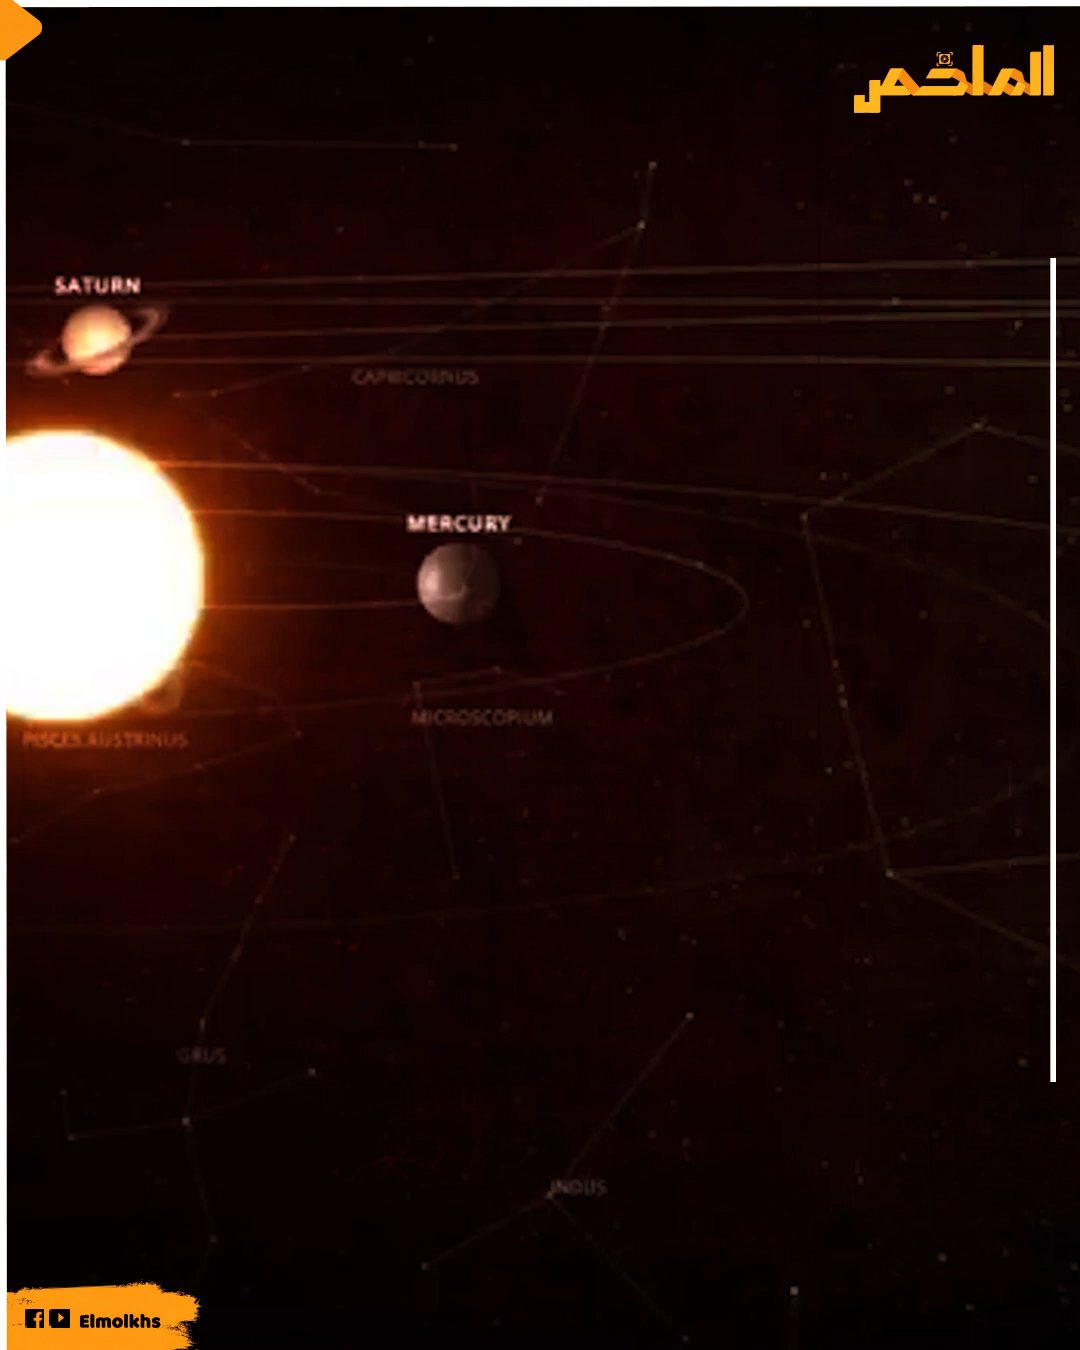 الملخص
SATURN
CAPRICORNUS
MERCURY
MICROSCOPIUM
PISCES AUSTRINUS
GRUS
INDUS
Elmolkhs